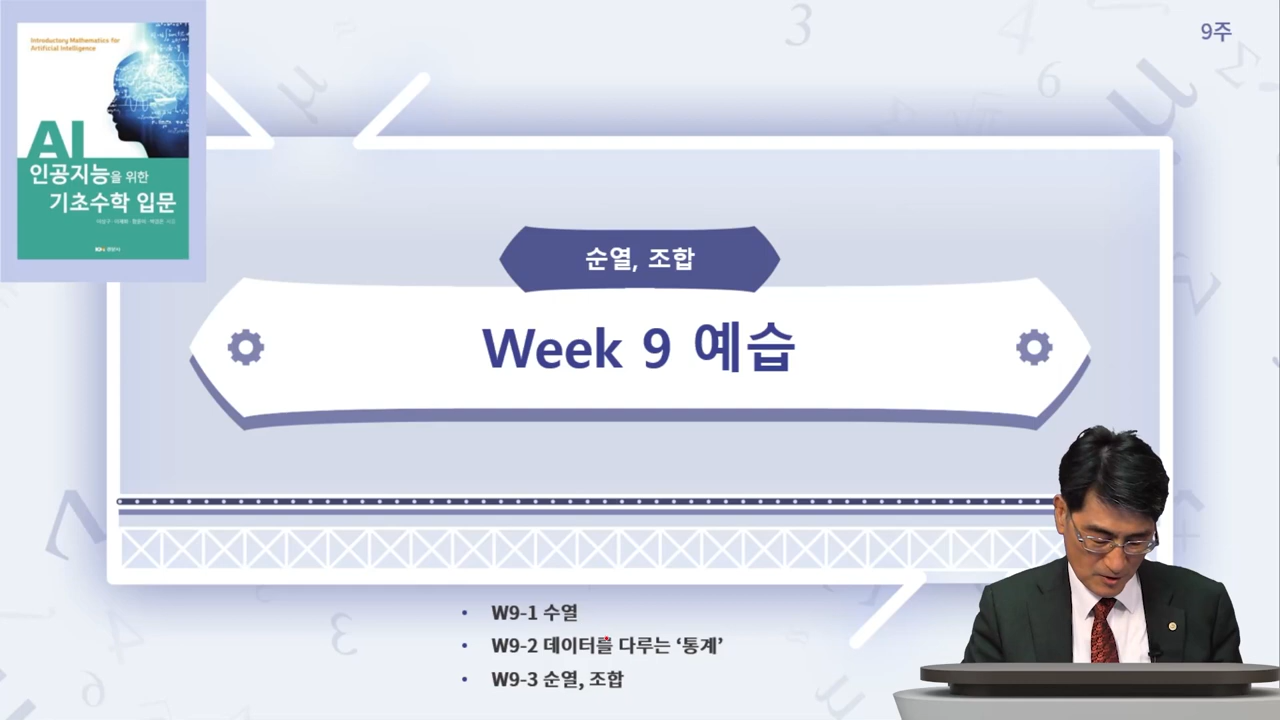 Introductory Mathematics for
Artificial Intelligence
AI
인공지능을 위한
기초수학 입문
9주
순열, 조합
Week 9 예습
• W9-1 수열
• W9-2 데이터를 다루는 ‘통계’
• W9-3 순열, 조합